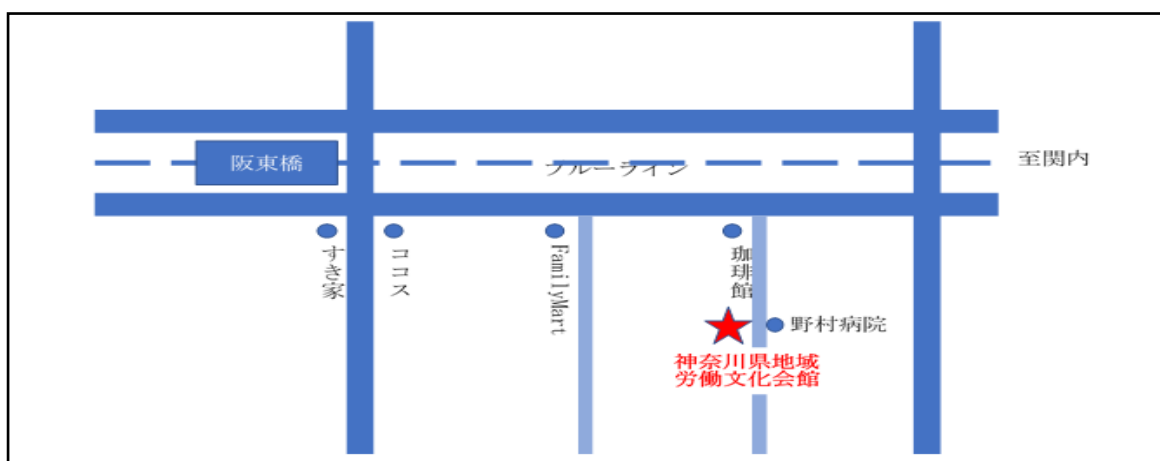 阪東橋
ブルーライン
至関内
すき家
ココス
FamilyMart
珈琲館
野村病院
神奈川県地域
労働文化会館